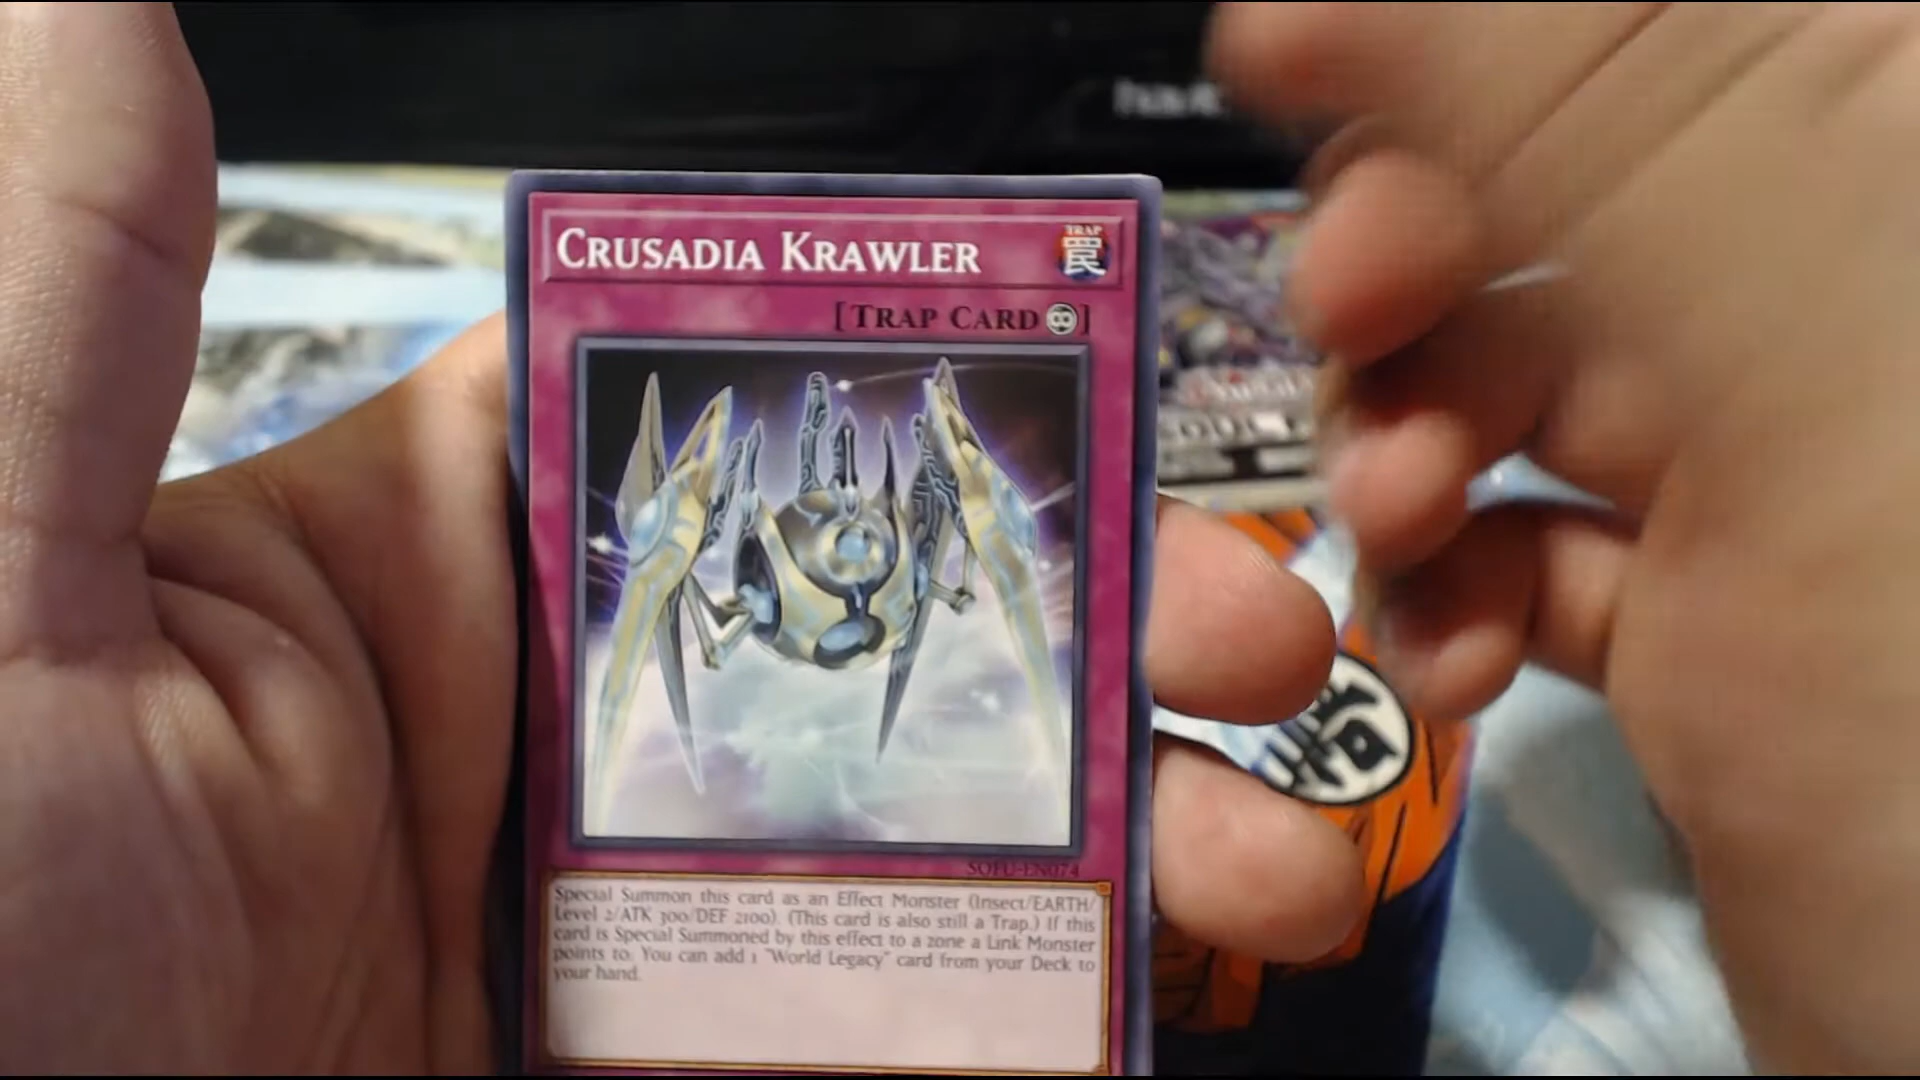 CRUSADIA KRAWLER
TRAP
罠
[TRAP CARD ♾]
SOFU-EN074
Special Summon this card as an Effect Monster (Insect/EARTH/
Level 2/ATK 300/DEF 2100). (This card is also still a Trap.) If this
card is Special Summoned by this effect to a zone a Link Monster
points to: You can add 1 "World Legacy" card from your Deck to
your hand.